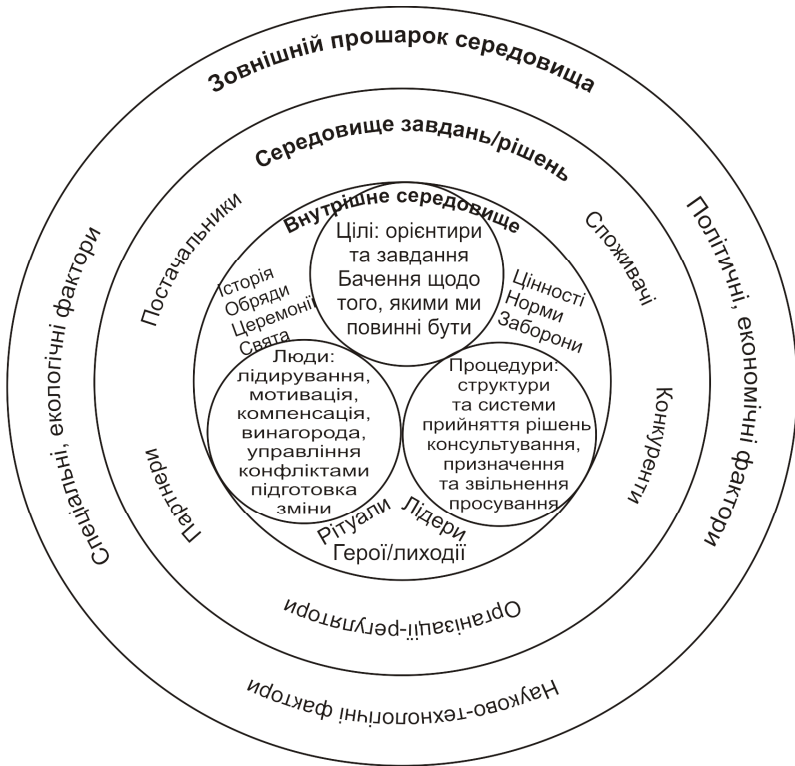 Зовнішній прошарок середовища
Середовище завдань/рішень
Внутрішнє середовище
Цілі: орієнтири
та завдання
Бачення щодо
того, якими ми
повинні бути
Історія
Обряди
Церемонії
Свята
Цінності
Норми
Заборони
Люди:
лідирування,
мотивація,
компенсація,
винагорода,
управління
конфліктами
підготовка
зміни
Процедури:
структури
та системи
прийняття рішень
консультування,
призначення
та звільнення
просування
Рітуали
Лідери
Герої/лиходії
Постачальники
Споживачі
Партнери
Конкуренти
Організації-регулятори
Спеціальні, екологічні фактори
Політичні, економічні фактори
Науково-технологічні фактори